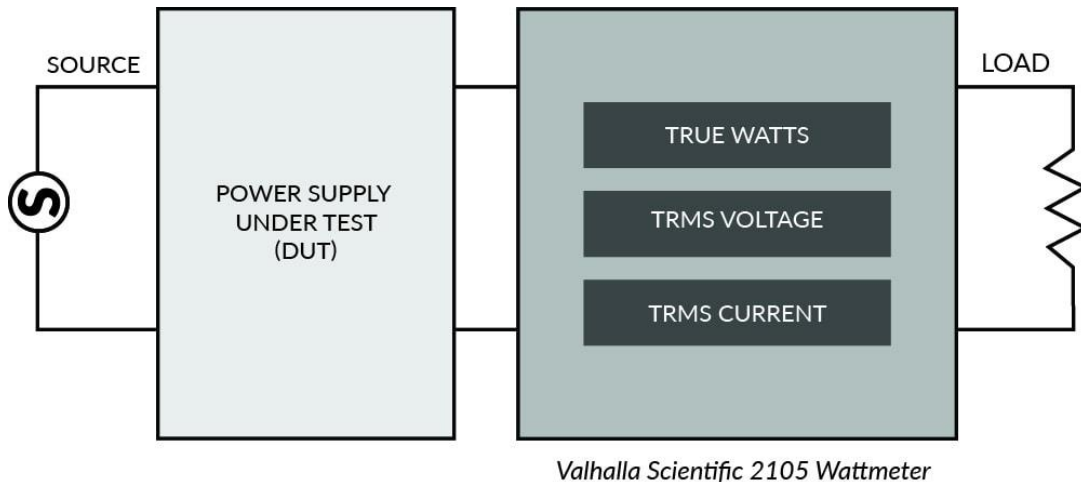 SOURCE
LOAD
S
POWER SUPPLY
UNDER TEST
(DUT)
TRUE WATTS
TRMS VOLTAGE
TRMS CURRENT
Valhalla Scientific 2105 Wattmeter